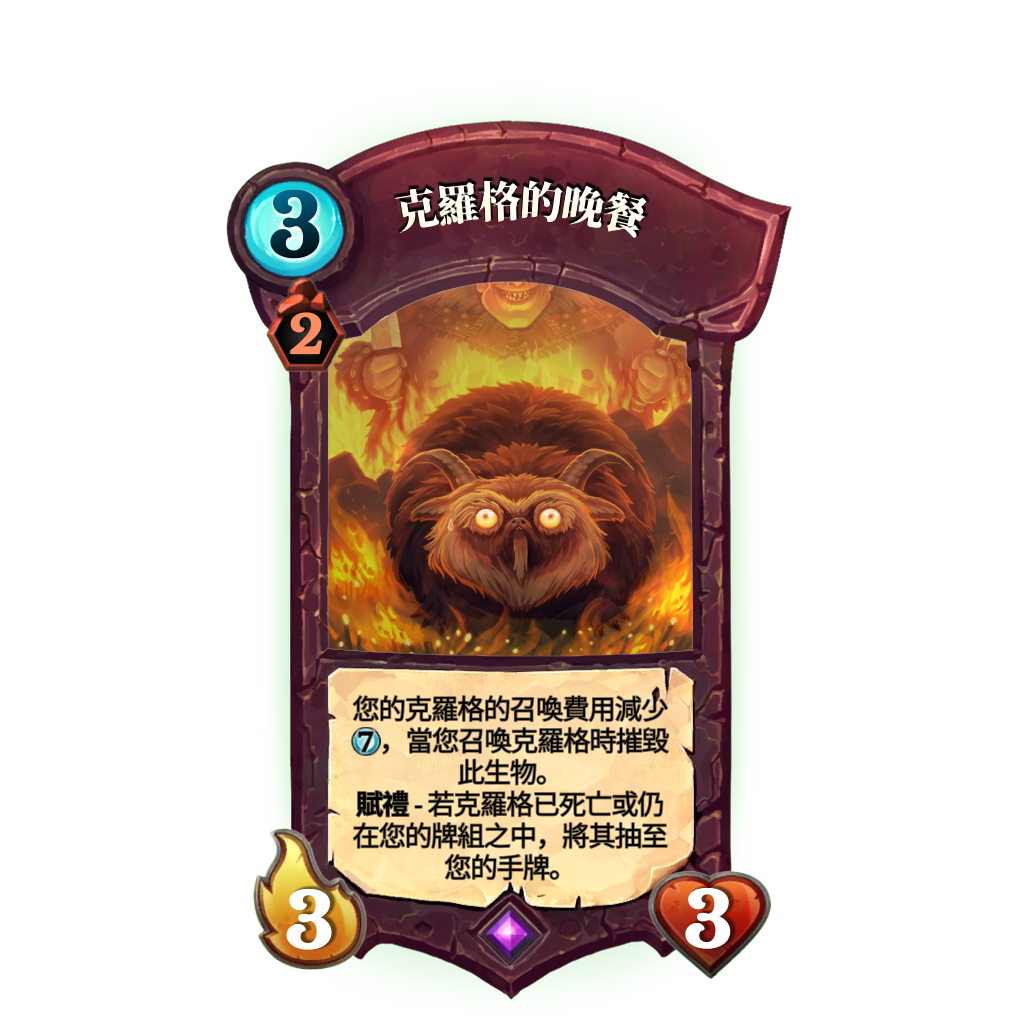 3
克羅格的晚餐
2
您的克羅格的召喚費用減少
7，當您召喚克羅格時摧毀
此生物。
賦禮 - 若克羅格已死亡或仍
在您的牌組之中，將其抽至
您的手牌。
3
3